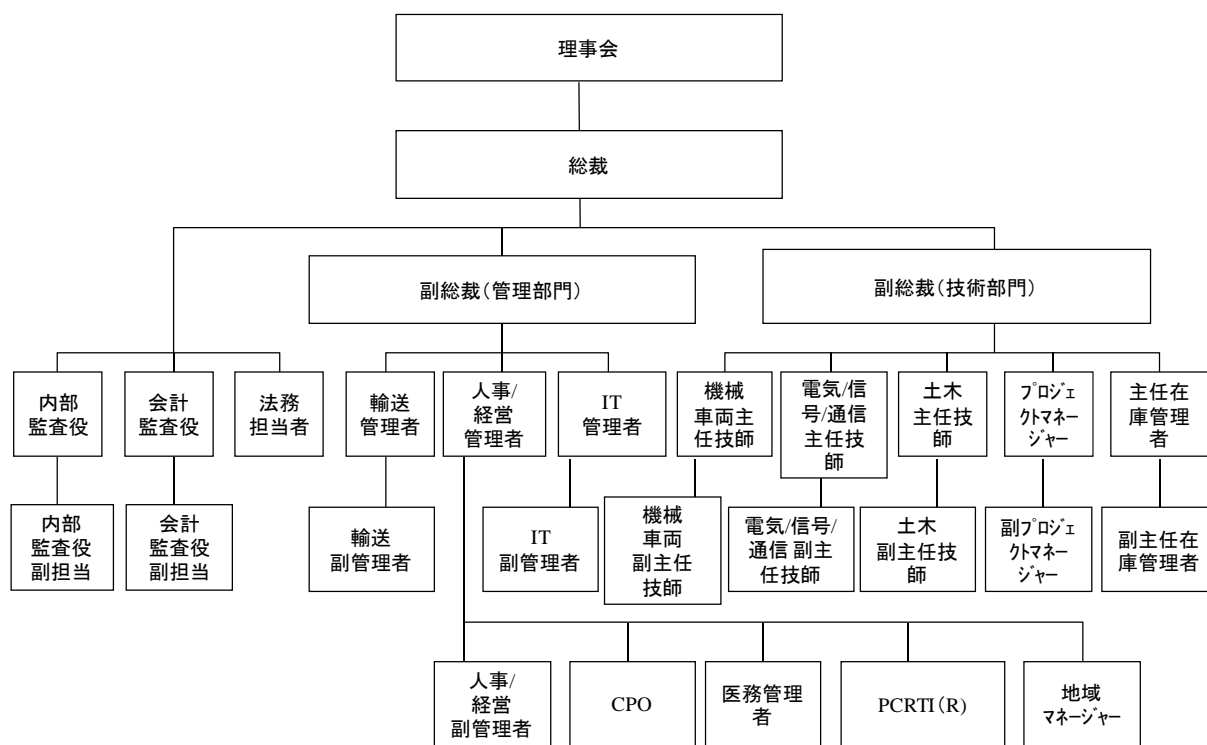 理事会
総裁
副総裁（管理部門）
副総裁（技術部門）
内部
監査役
会計
監査役
法務
担当者
輸送
管理者
人事/
経営
管理者
IT
管理者
機械
車両主
任技師
電気/信
号/通信
主任技
師
土木
主任技
師
ﾌﾟﾛｼﾞｪ
ｸﾄﾏﾈｰ
ｼﾞｬｰ
主任在
庫管理
者
内部
監査役
副担当
会計
監査役
副担当
輸送
副管理者
IT
副管理者
機械
車両
副主任
技師
電気/信号/
通信 副主
任技師
土木
副主任技
師
副ﾌﾟﾛｼﾞｪ
ｸﾄﾏﾈｰ
ｼﾞｬｰ
副主任在
庫管理者
人事/
経営
副管理者
CPO
医務管理
者
PCRTI（R）
地域
ﾏﾈｰｼﾞｬｰ